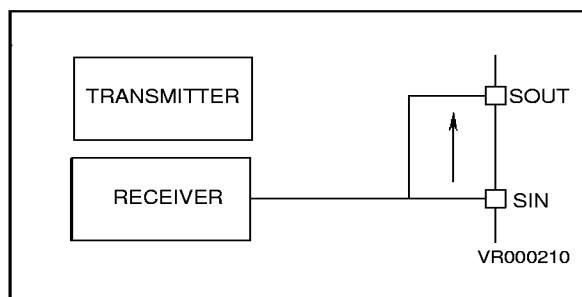 TRANSMITTER
SOUT
RECEIVER
SIN
VR000210